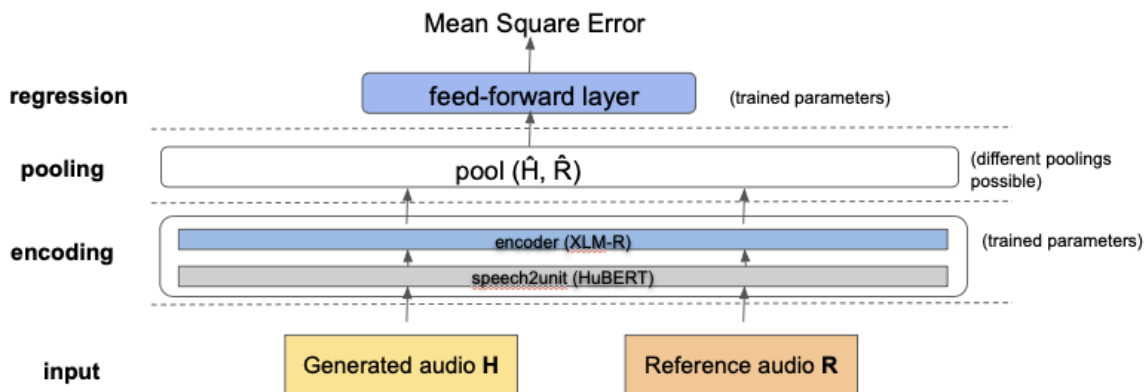 Mean Square Error
regression
feed-forward layer
(trained parameters)
pooling
pool (Ĥ, R̂)
(different poolings
possible)
encoding
encoder (XLM-R)
(trained parameters)
speech2unit (HuBERT)
input
Generated audio H
Reference audio R